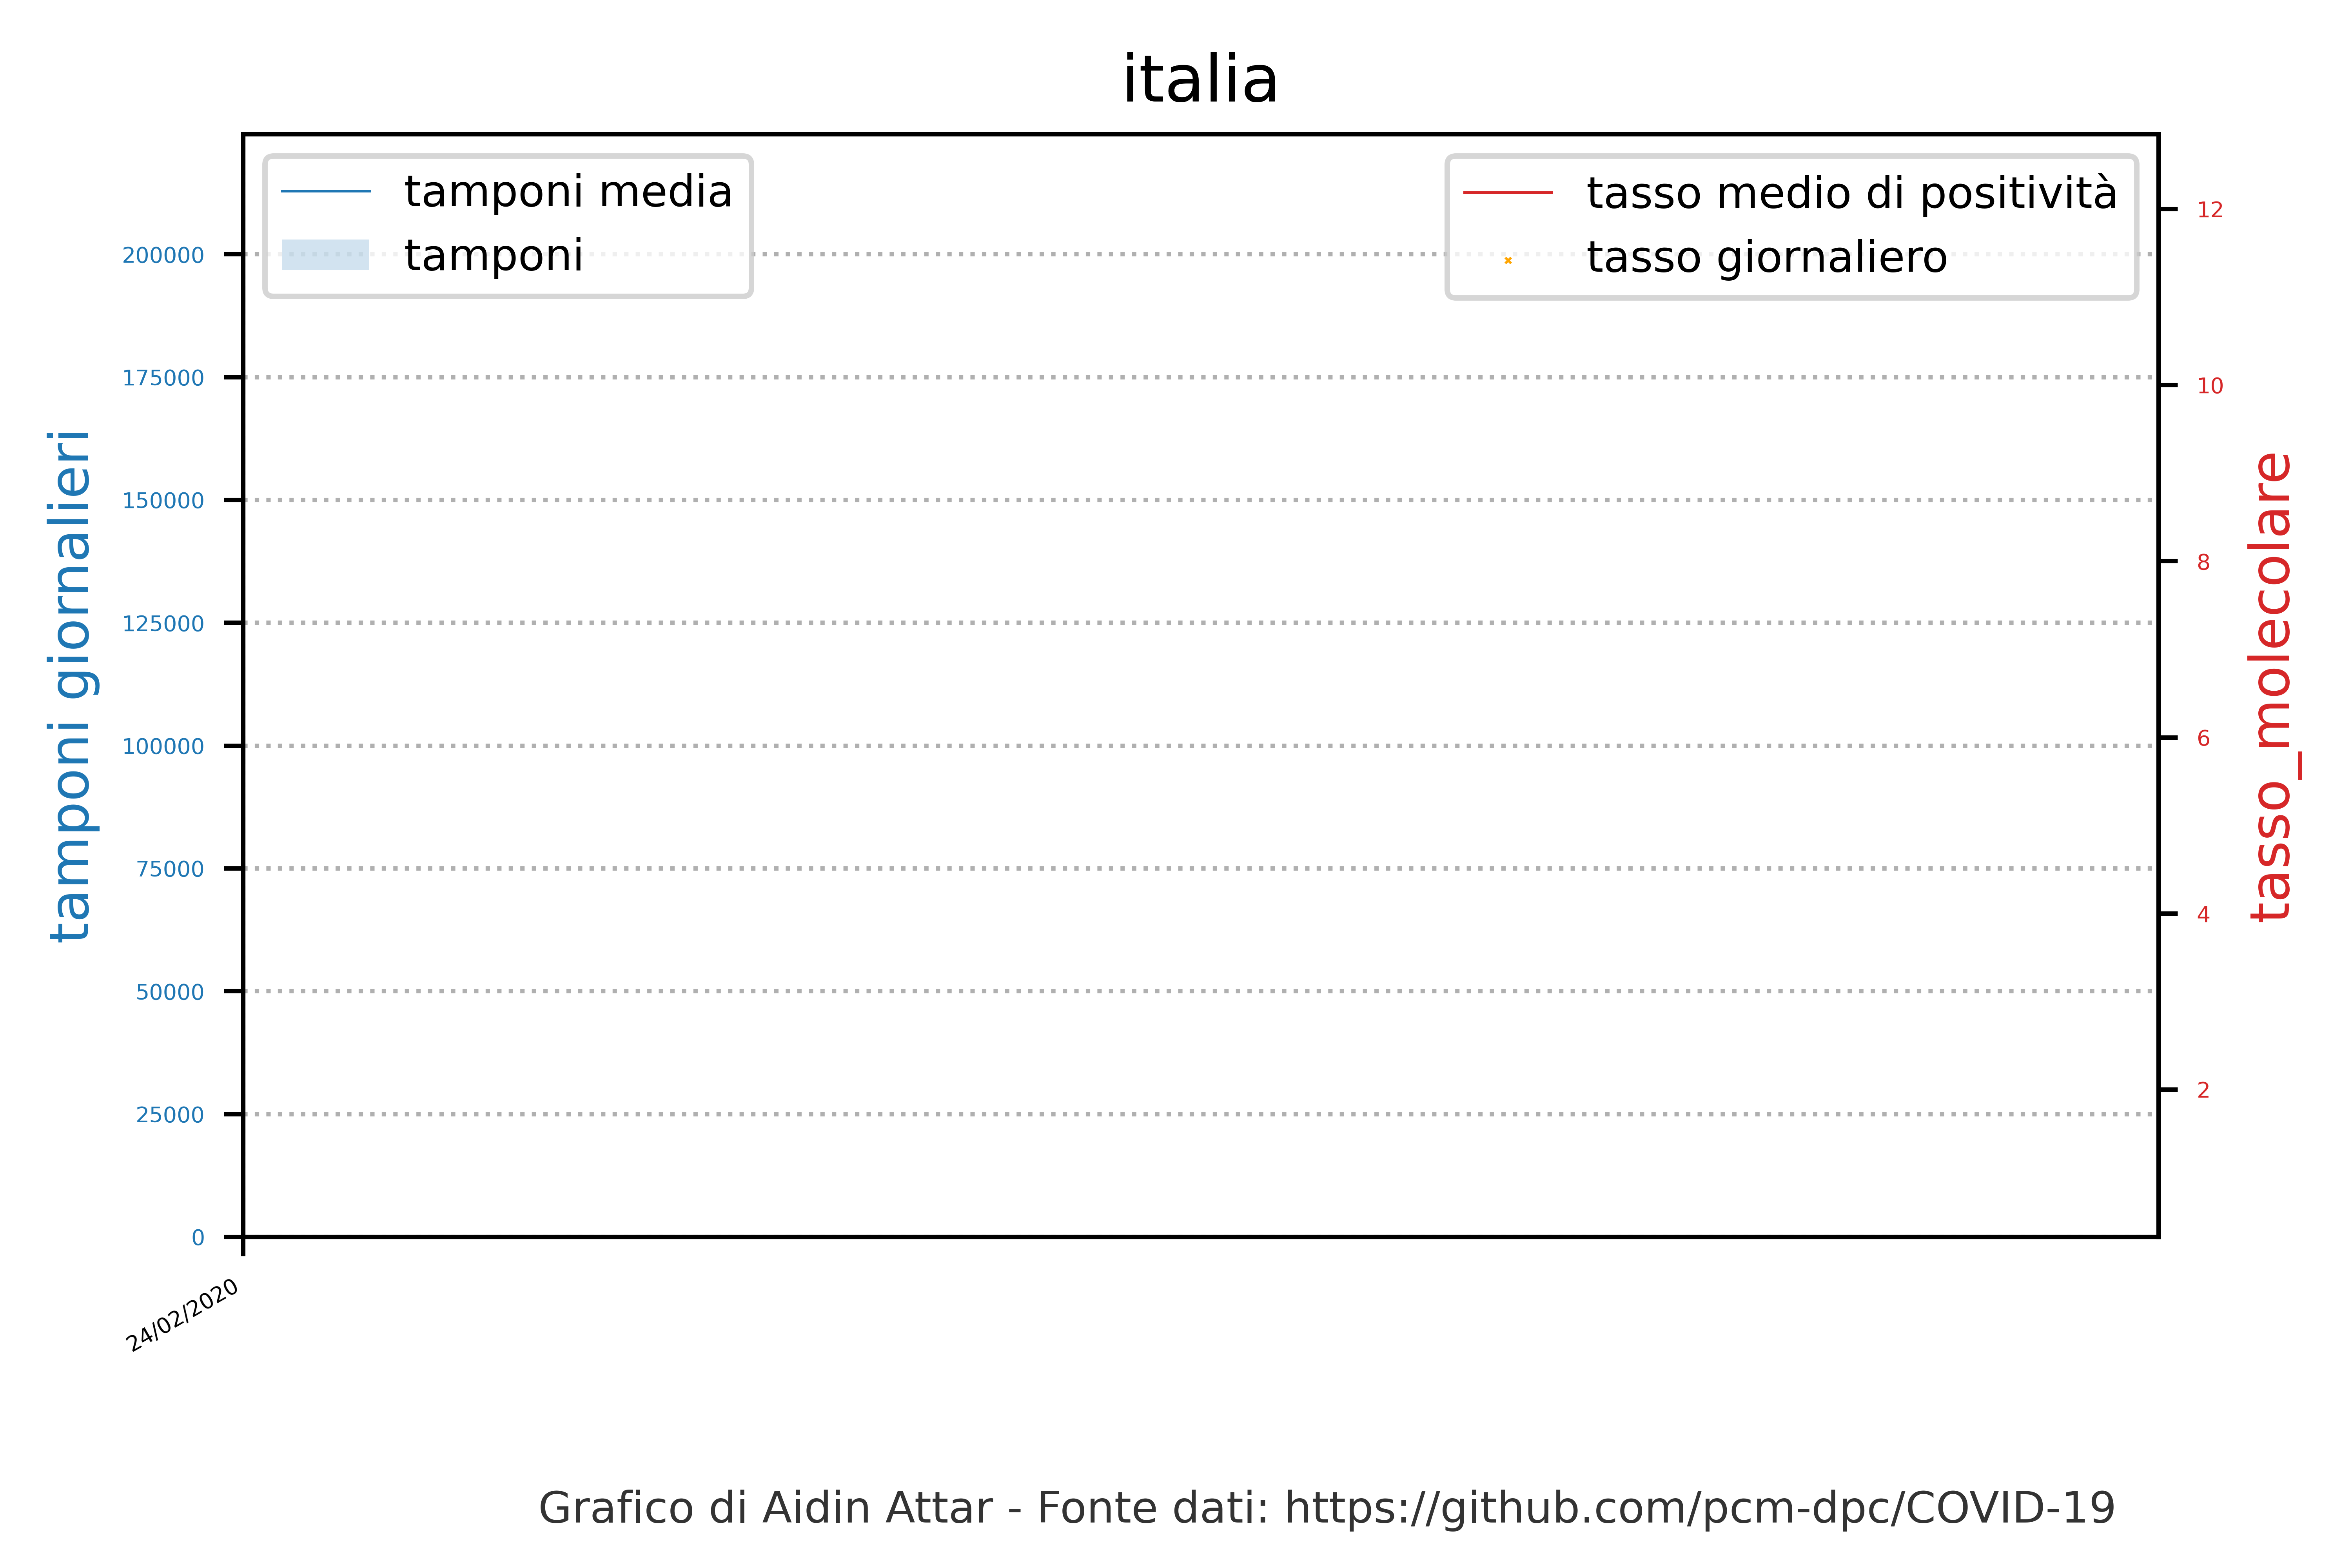 italia
tamponi media
tamponi
tasso medio di positività
tasso giornaliero
tamponi giornalieri
200000
175000
150000
125000
100000
75000
50000
25000
0
12
10
8
6
4
2
tasso_molecolare
24/02/2020
Grafico di Aidin Attar - Fonte dati: https://github.com/pcm-dpc/COVID-19